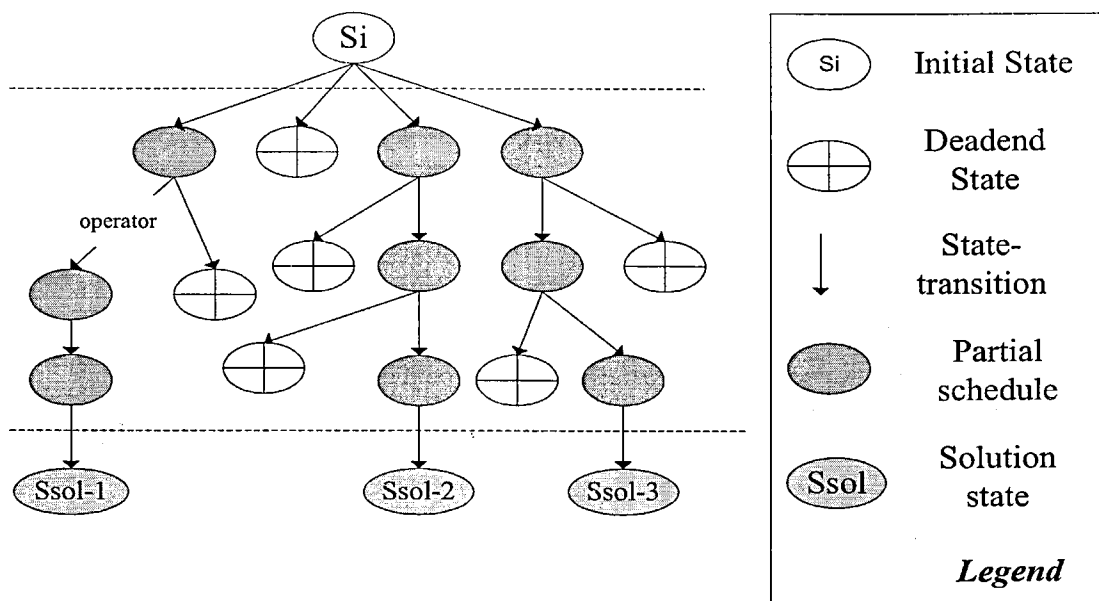 Si
operator
Ssol-1
Ssol-2
Ssol-3
Si
Initial State
Deadend
State
State-
transition
Partial
schedule
Ssol
Solution
state
Legend